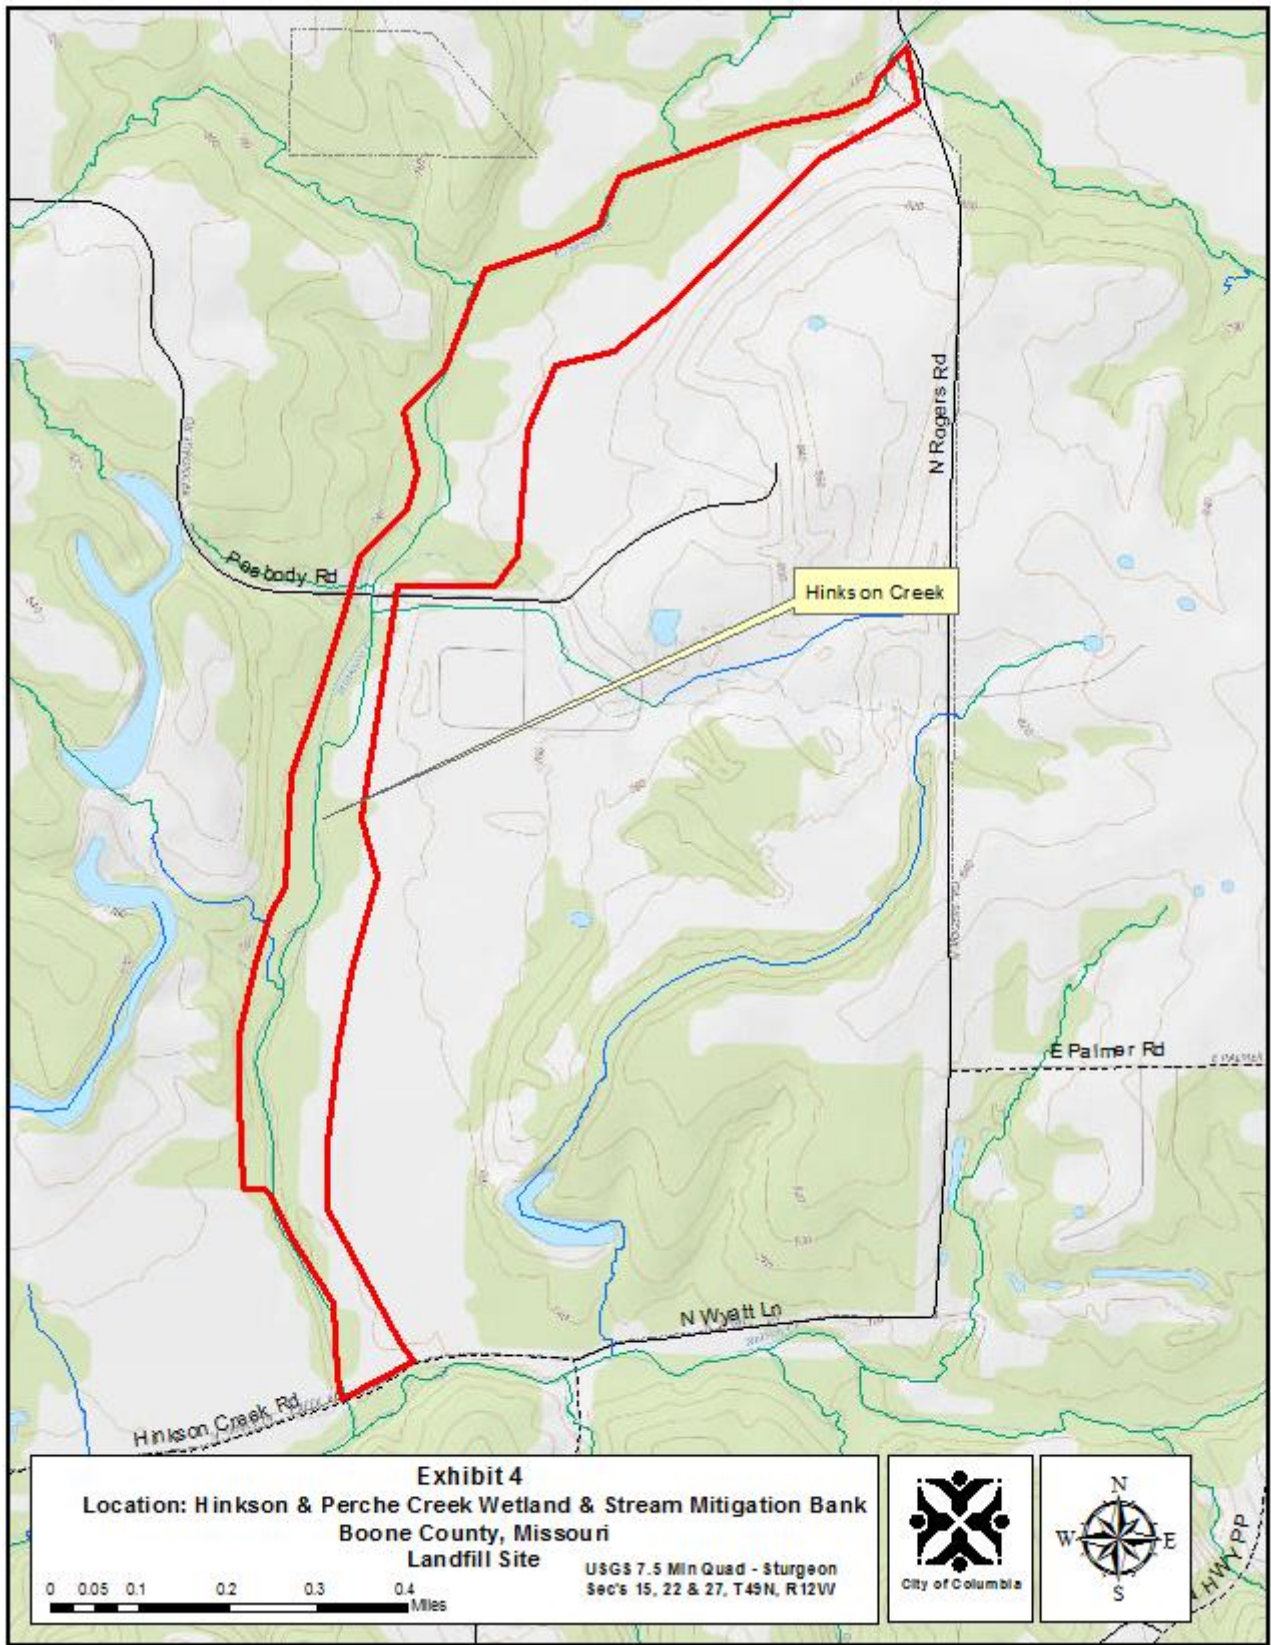 N Rogers Rd
Peabody Rd
Hinkson Creek
E Palmer Rd
N Wyatt Ln
Hinkson Creek Rd
HWY PP
Exhibit 4
Location: Hinkson & Perche Creek Wetland & Stream Mitigation Bank
Boone County, Missouri
Landfill Site
USGS 7.5 Min Quad - Sturgeon
Sec's 15, 22 & 27, T49N, R12W
0 0.05 0.1 0.2 0.3 0.4
Miles
City of Columbia
N
W E
S